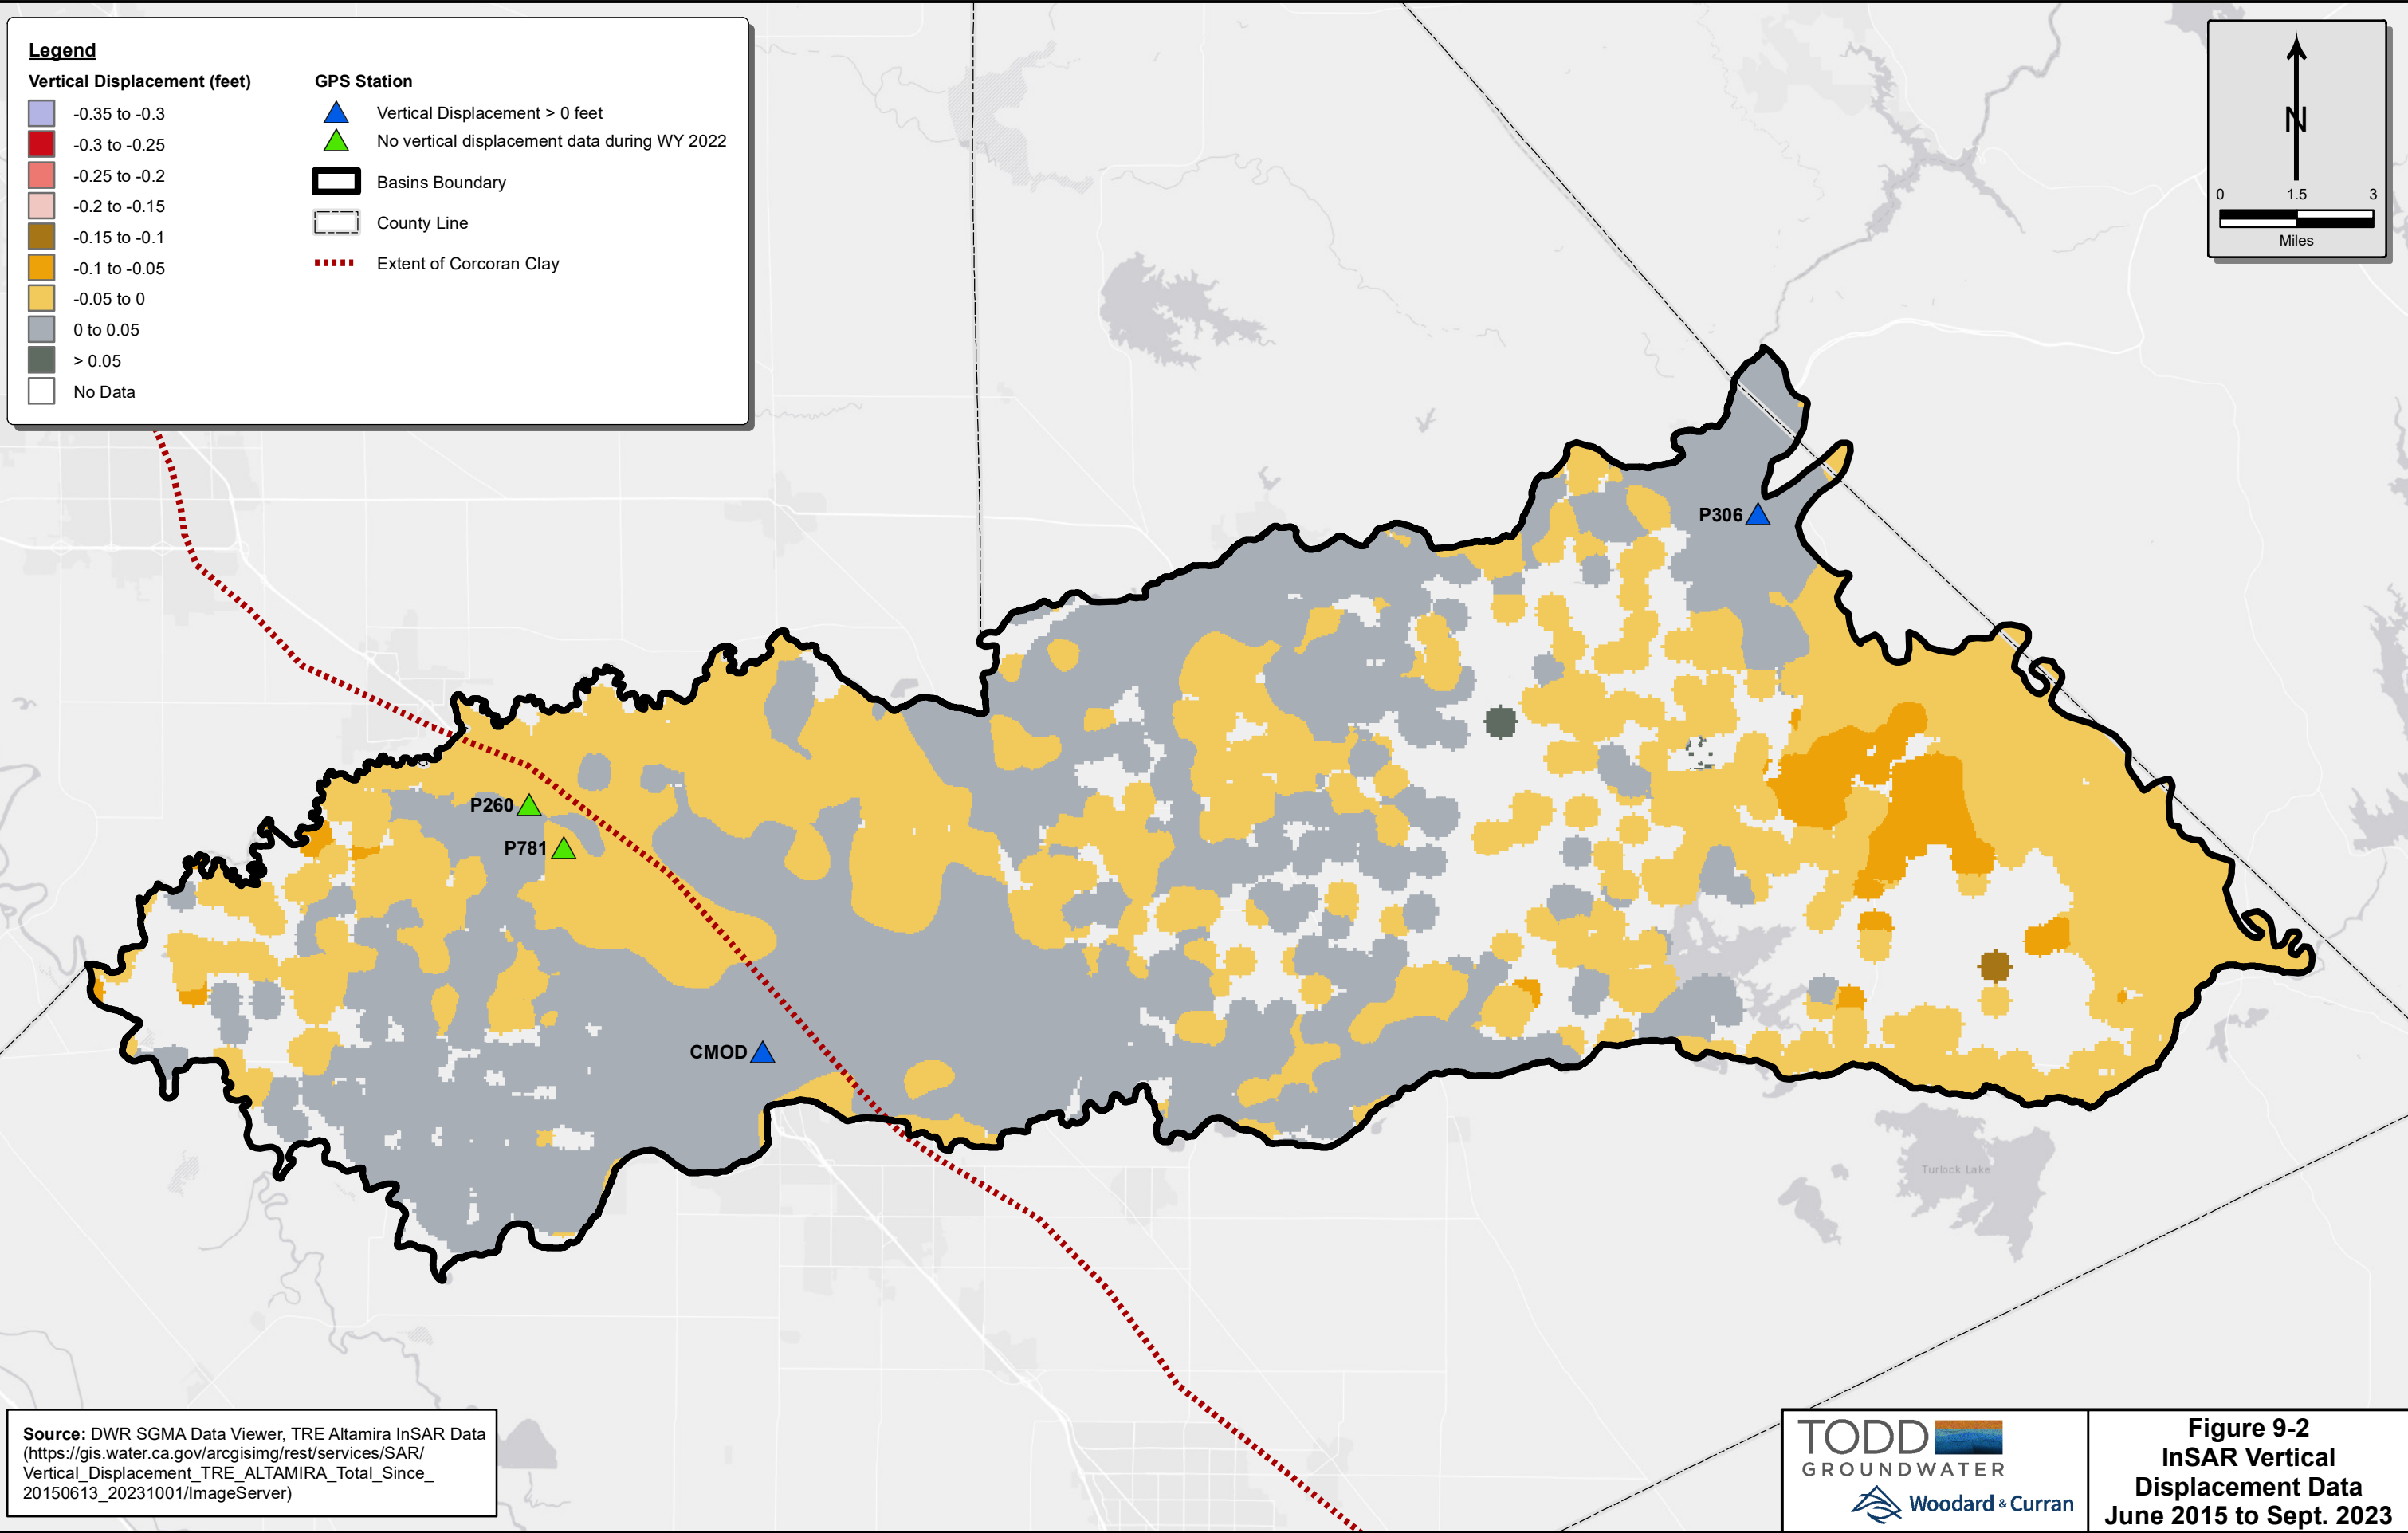 Legend
Vertical Displacement (feet)
-0.35 to -0.3
-0.3 to -0.25
-0.25 to -0.2
-0.2 to -0.15
-0.15 to -0.1
-0.1 to -0.05
-0.05 to 0
0 to 0.05
> 0.05
No Data
GPS Station
Vertical Displacement > 0 feet
No vertical displacement data during WY 2022
Basins Boundary
County Line
Extent of Corcoran Clay
N
0 1.5 3
Miles
P306
P260
P781
CMOD
Turlock Lake
Source: DWR SGMA Data Viewer, TRE Altamira InSAR Data
(https://gis.water.ca.gov/arcgisimg/rest/services/SAR/
Vertical_Displacement_TRE_ALTAMIRA_Total_Since_
20150613_20231001/ImageServer)
TODD
GROUNDWATER
Woodard & Curran
Figure 9-2
InSAR Vertical
Displacement Data
June 2015 to Sept. 2023